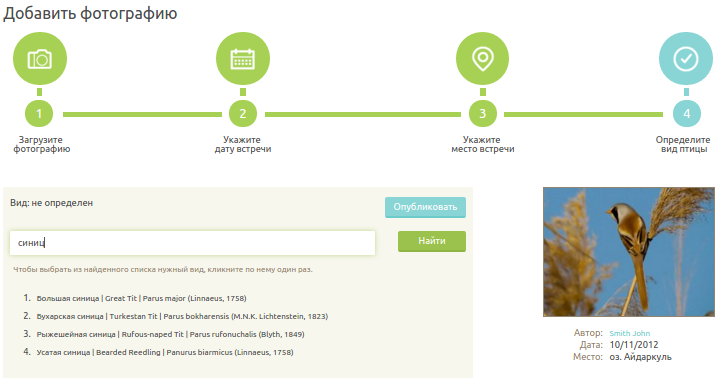 Добавить фотографию
1
2
3
4
Загрузите
фотографию
Укажите
дату встречи
Укажите
место встречи
Определите
вид птицы
Вид: не определен
Опубликовать
синиц
Найти
Чтобы выбрать из найденного списка нужный вид, кликните по нему один раз.
1. Большая синица | Great Tit | Parus major (Linnaeus, 1758)
2. Бухарская синица | Turkestan Tit | Parus bokharensis (M.N.K. Lichtenstein, 1823)
3. Рыжешейная синица | Rufous-naped Tit | Parus rufonuchalis (Blyth, 1849)
4. Усатая синица | Bearded Reedling | Panurus biarmicus (Linnaeus, 1758)
Автор: Smith John
Дата: 10/11/2012
Место: оз. Айдаркуль